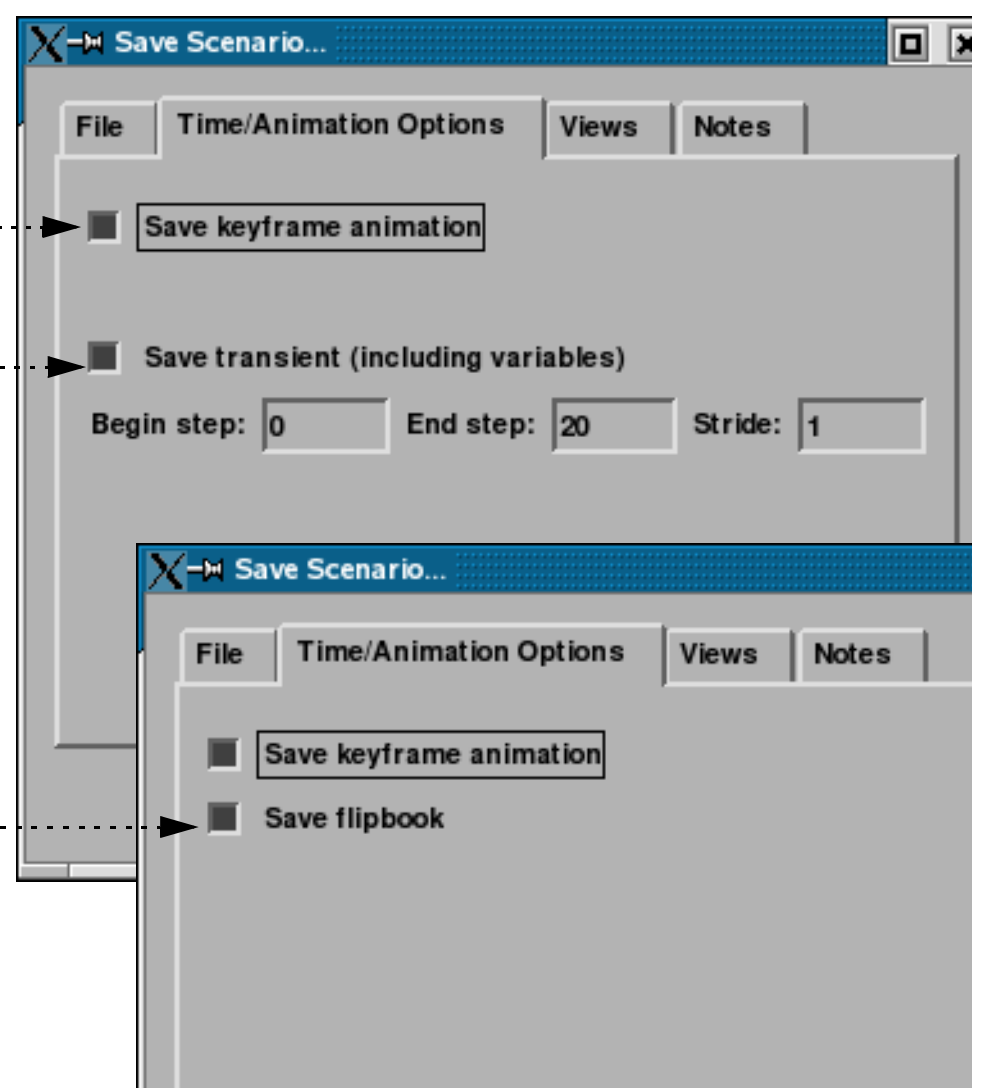 Save Scenario...
File Time/Animation Options Views Notes
Save keyframe animation
Save transient (including variables)
Begin step: 0 End step: 20 Stride: 1
Save Scenario...
File Time/Animation Options Views Notes
Save keyframe animation
Save flipbook